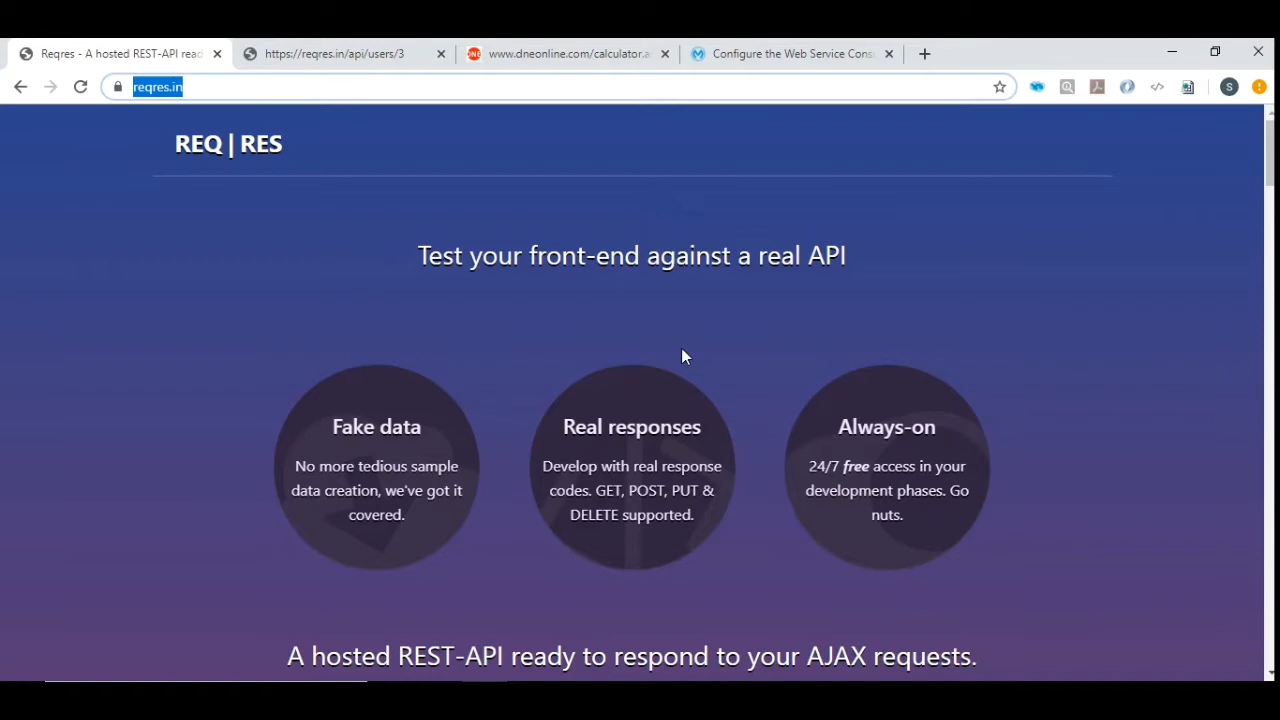 Reqres - A hosted REST-API read
https://reqres.in/api/users/3
ONE
www.dneonline.com/calculator.a
Configure the Web Service Cons
reqres.in
S
REQ | RES
Test your front-end against a real API
Fake data
No more tedious sample
data creation, we've got it
covered.
Real responses
Develop with real response
codes. GET, POST, PUT &
DELETE supported.
Always-on
24/7 free access in your
development phases. Go
nuts.
A hosted REST-API ready to respond to your AJAX requests.